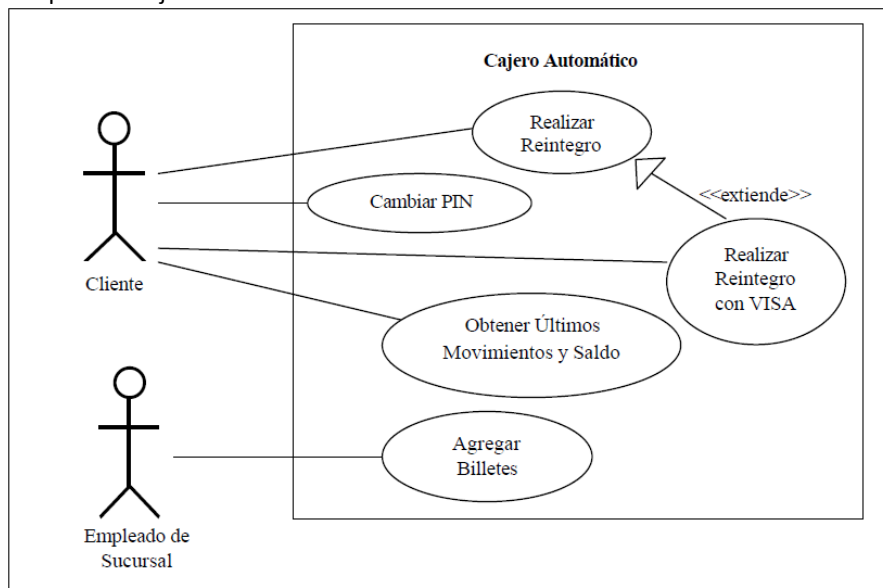 Cajero Automático
Realizar
Reintegro
<<extiende>>
Cambiar PIN
Realizar
Reintegro
con VISA
Cliente
Obtener Últimos
Movimientos y Saldo
Agregar
Billetes
Empleado de
Sucursal